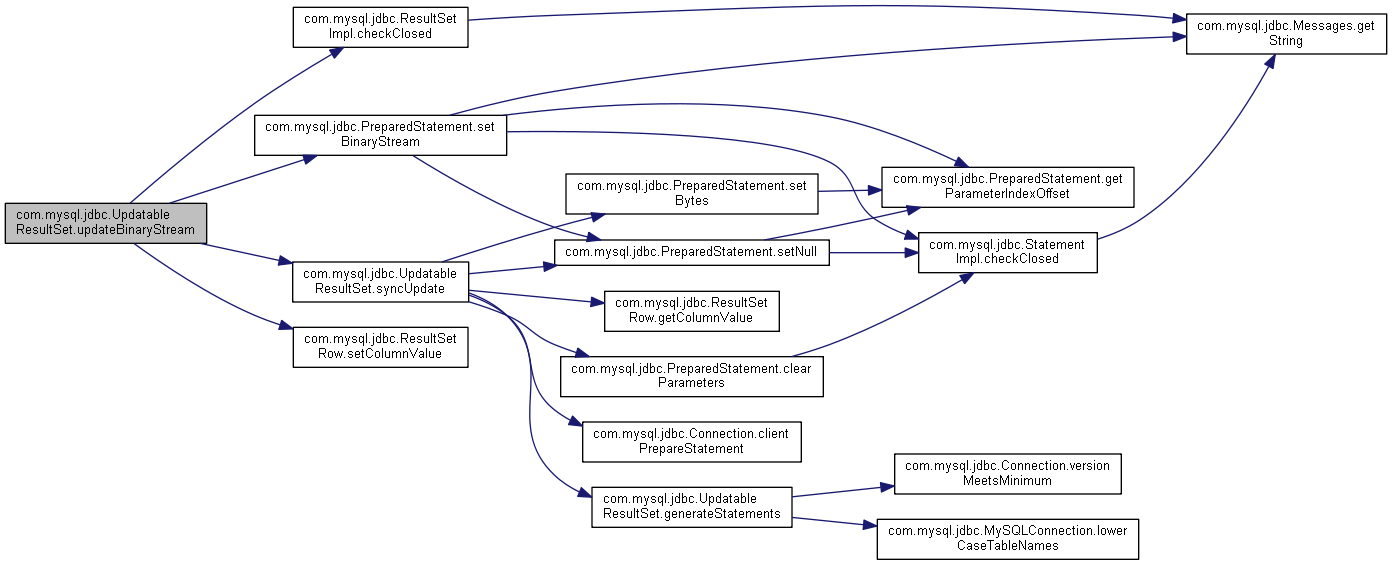 com.mysql.jdbc.Updatable
ResultSet.updateBinaryStream
com.mysql.jdbc.ResultSet
Impl.checkClosed
com.mysql.jdbc.PreparedStatement.set
BinaryStream
com.mysql.jdbc.Updatable
ResultSet.syncUpdate
com.mysql.jdbc.ResultSet
Row.setColumnValue
com.mysql.jdbc.PreparedStatement.set
Bytes
com.mysql.jdbc.PreparedStatement.setNull
com.mysql.jdbc.ResultSet
Row.getColumnValue
com.mysql.jdbc.PreparedStatement.clear
Parameters
com.mysql.jdbc.Connection.client
PrepareStatement
com.mysql.jdbc.Updatable
ResultSet.generateStatements
com.mysql.jdbc.PreparedStatement.get
ParameterIndexOffset
com.mysql.jdbc.Statement
Impl.checkClosed
com.mysql.jdbc.Connection.version
MeetsMinimum
com.mysql.jdbc.MySQLConnection.lower
CaseTableNames
com.mysql.jdbc.Messages.get
String